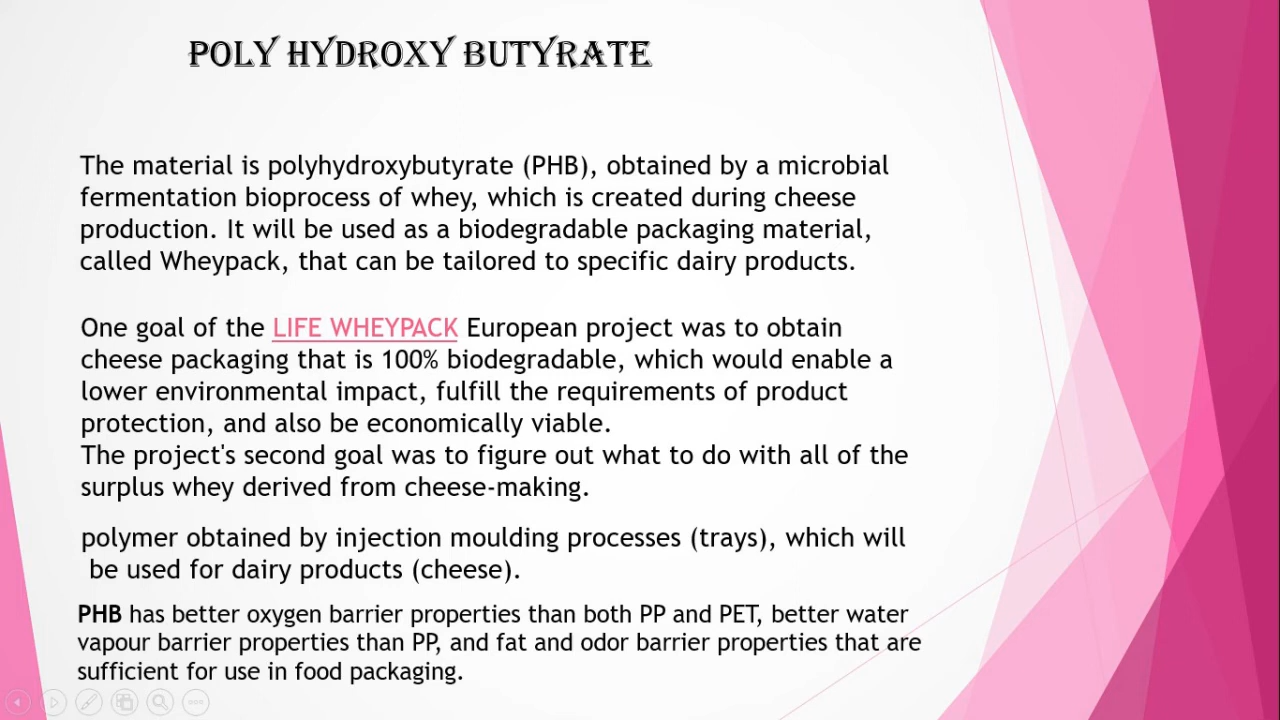 POLY HYDROXY BUTYRATE
The material is polyhydroxybutyrate (PHB), obtained by a microbial
fermentation bioprocess of whey, which is created during cheese
production. It will be used as a biodegradable packaging material,
called Wheypack, that can be tailored to specific dairy products.
One goal of the LIFE WHEYPACK European project was to obtain
cheese packaging that is 100% biodegradable, which would enable a
lower environmental impact, fulfill the requirements of product
protection, and also be economically viable.
The project's second goal was to figure out what to do with all of the
surplus whey derived from cheese-making.
polymer obtained by injection moulding processes (trays), which will
be used for dairy products (cheese).
PHB has better oxygen barrier properties than both PP and PET, better water
vapour barrier properties than PP, and fat and odor barrier properties that are
sufficient for use in food packaging.